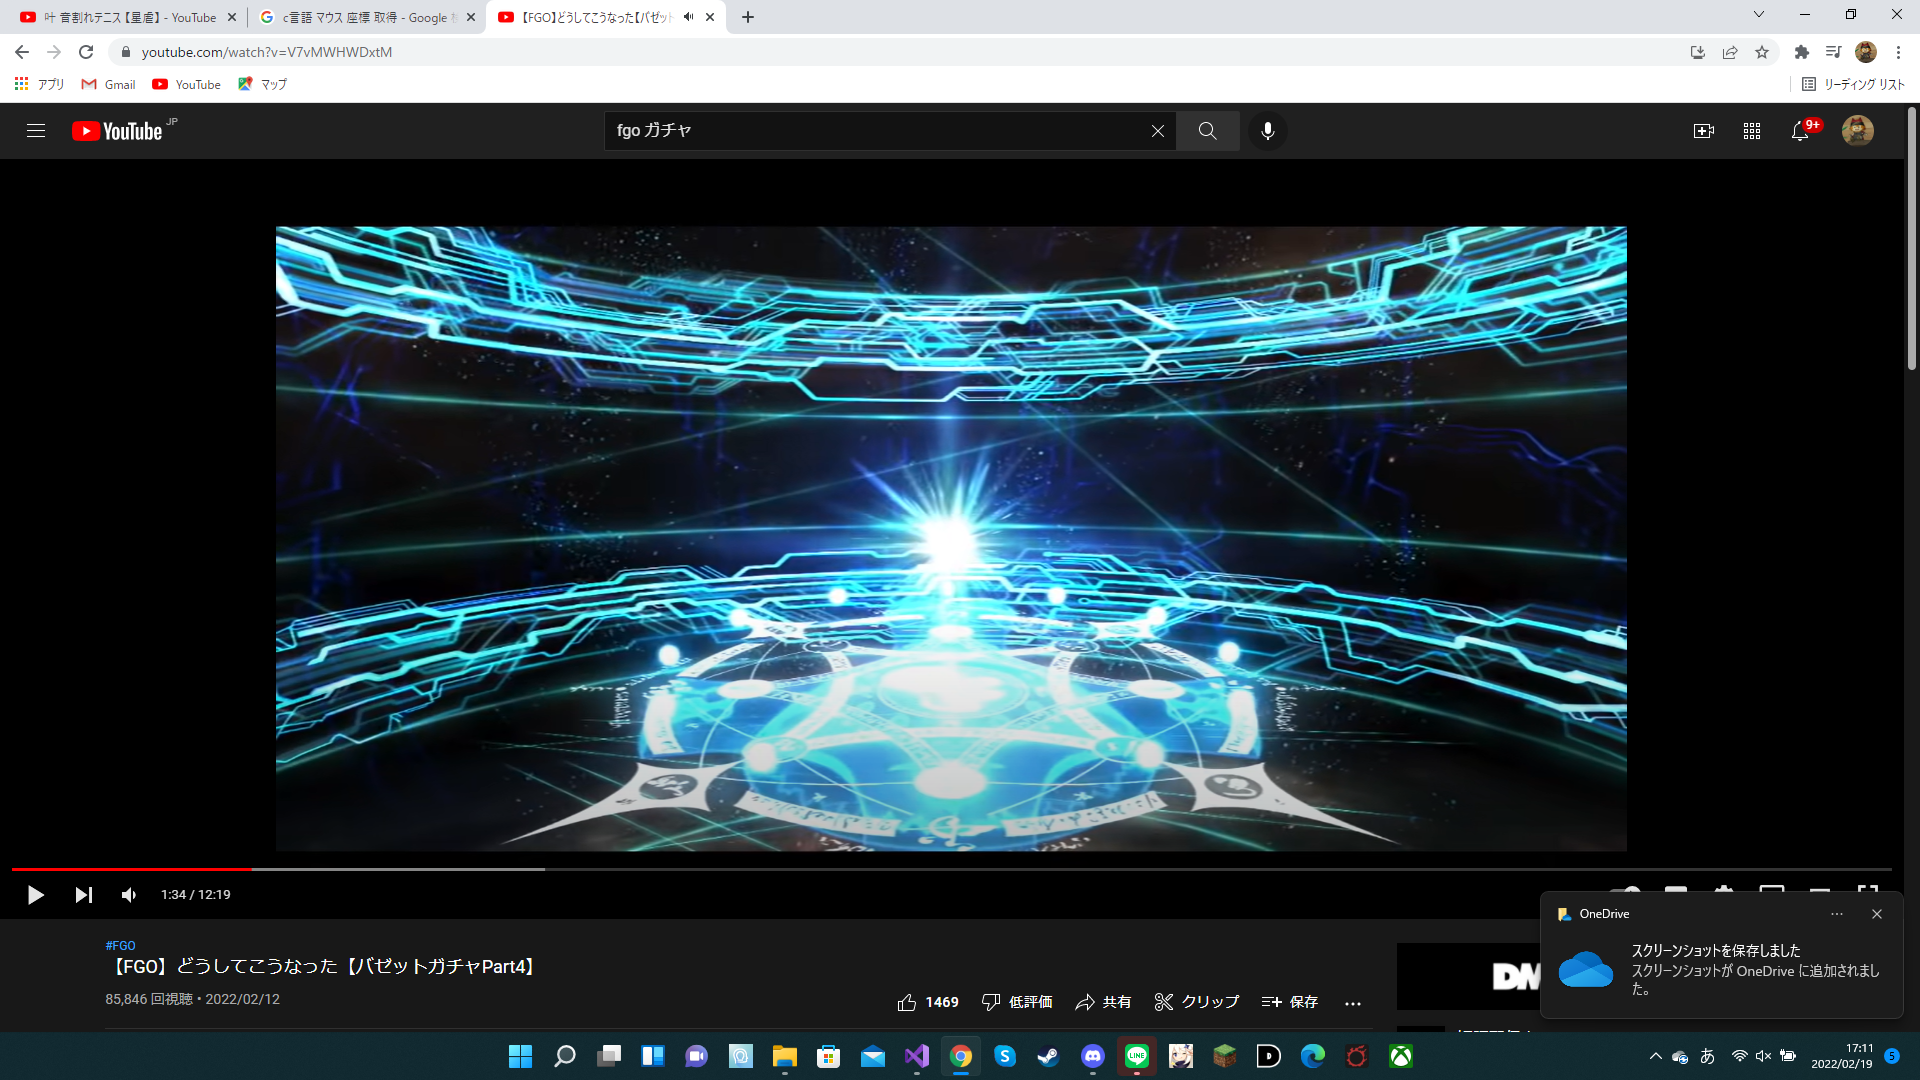 叶 音割れテニス【星虐】 - YouTube
c言語 マウス 座標 取得 - Google
【FGO】どうしてこうなった【バゼット
youtube.com/watch?v=V7vMWHWDxtM
アプリ
Gmail
YouTube
マップ
リーディング リスト
YouTube JP
fgo ガチャ
9+
1:34 / 12:19
#FGO
【FGO】どうしてこうなった【バゼットガチャPart4】
85,846 回視聴・2022/02/12
1469
低評価
共有
クリップ
保存
DM
OneDrive
スクリーンショットを保存しました
スクリーンショットが OneDrive に追加されまし
た。
LINE
あ
17:11
2022/02/19
5